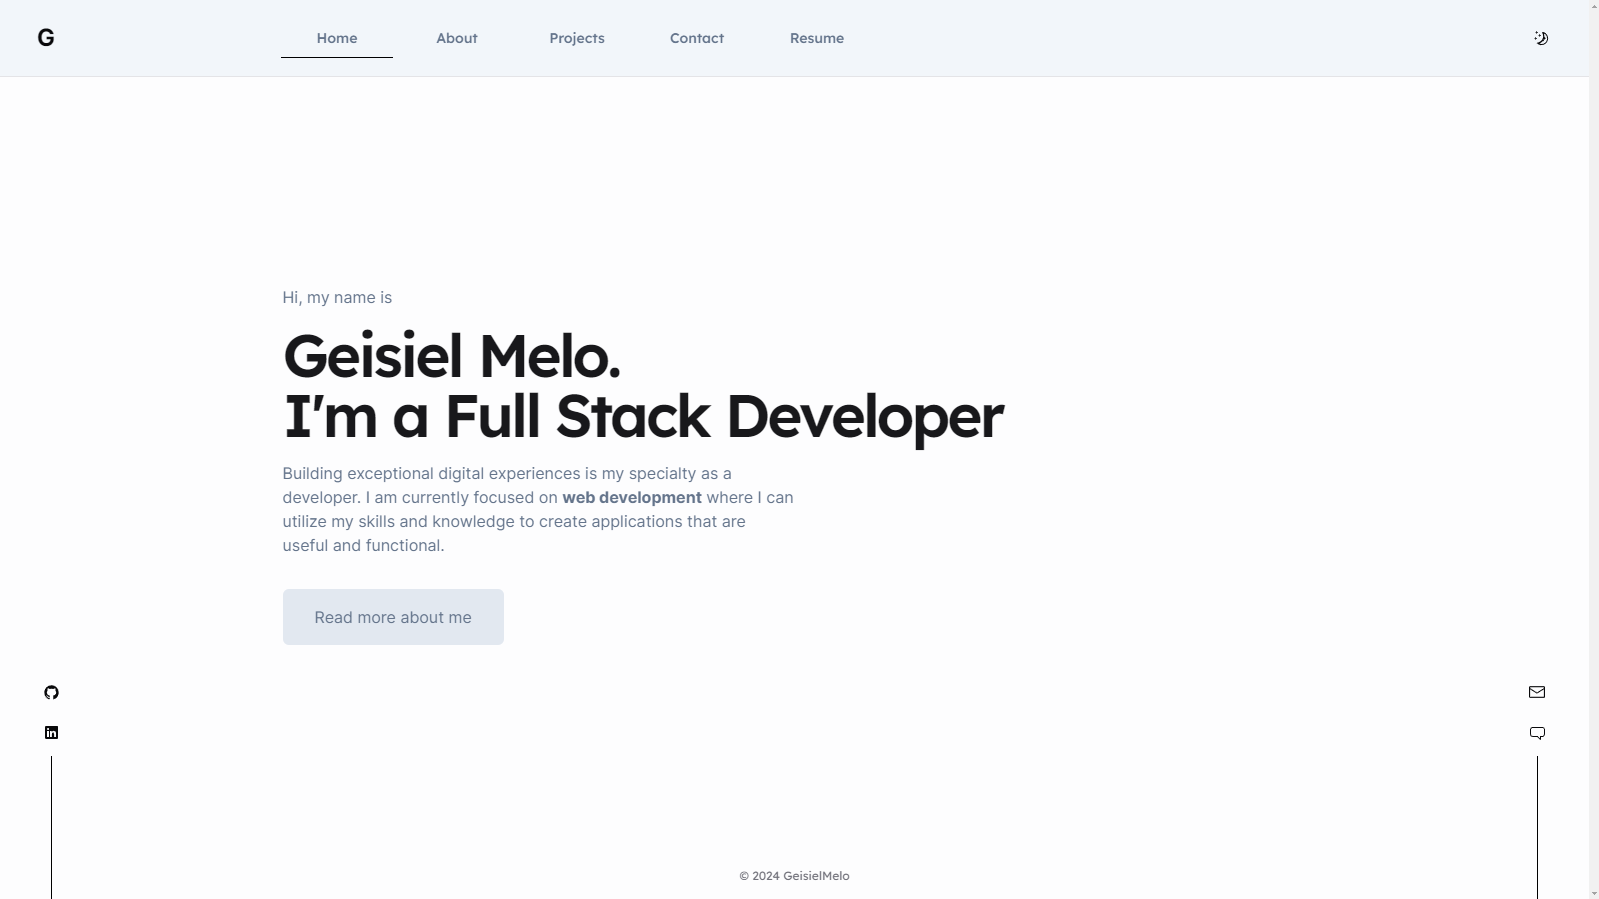 G
Home
About
Projects
Contact
Resume
Hi, my name is
Geisiel Melo.
I'm a Full Stack Developer
Building exceptional digital experiences is my specialty as a
developer. I am currently focused on web development where I can
utilize my skills and knowledge to create applications that are
useful and functional.
Read more about me
© 2024 GeisielMelo